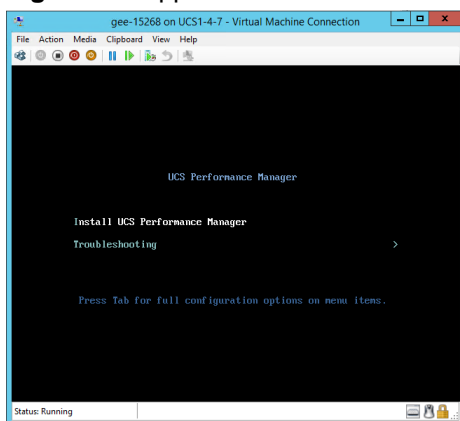 gee-15268 on UCS1-4-7 - Virtual Machine Connection
File Action Media Clipboard View Help
UCS Performance Manager
Install UCS Performance Manager
Troubleshooting >
Press Tab for full configuration options on menu items.
Status: Running